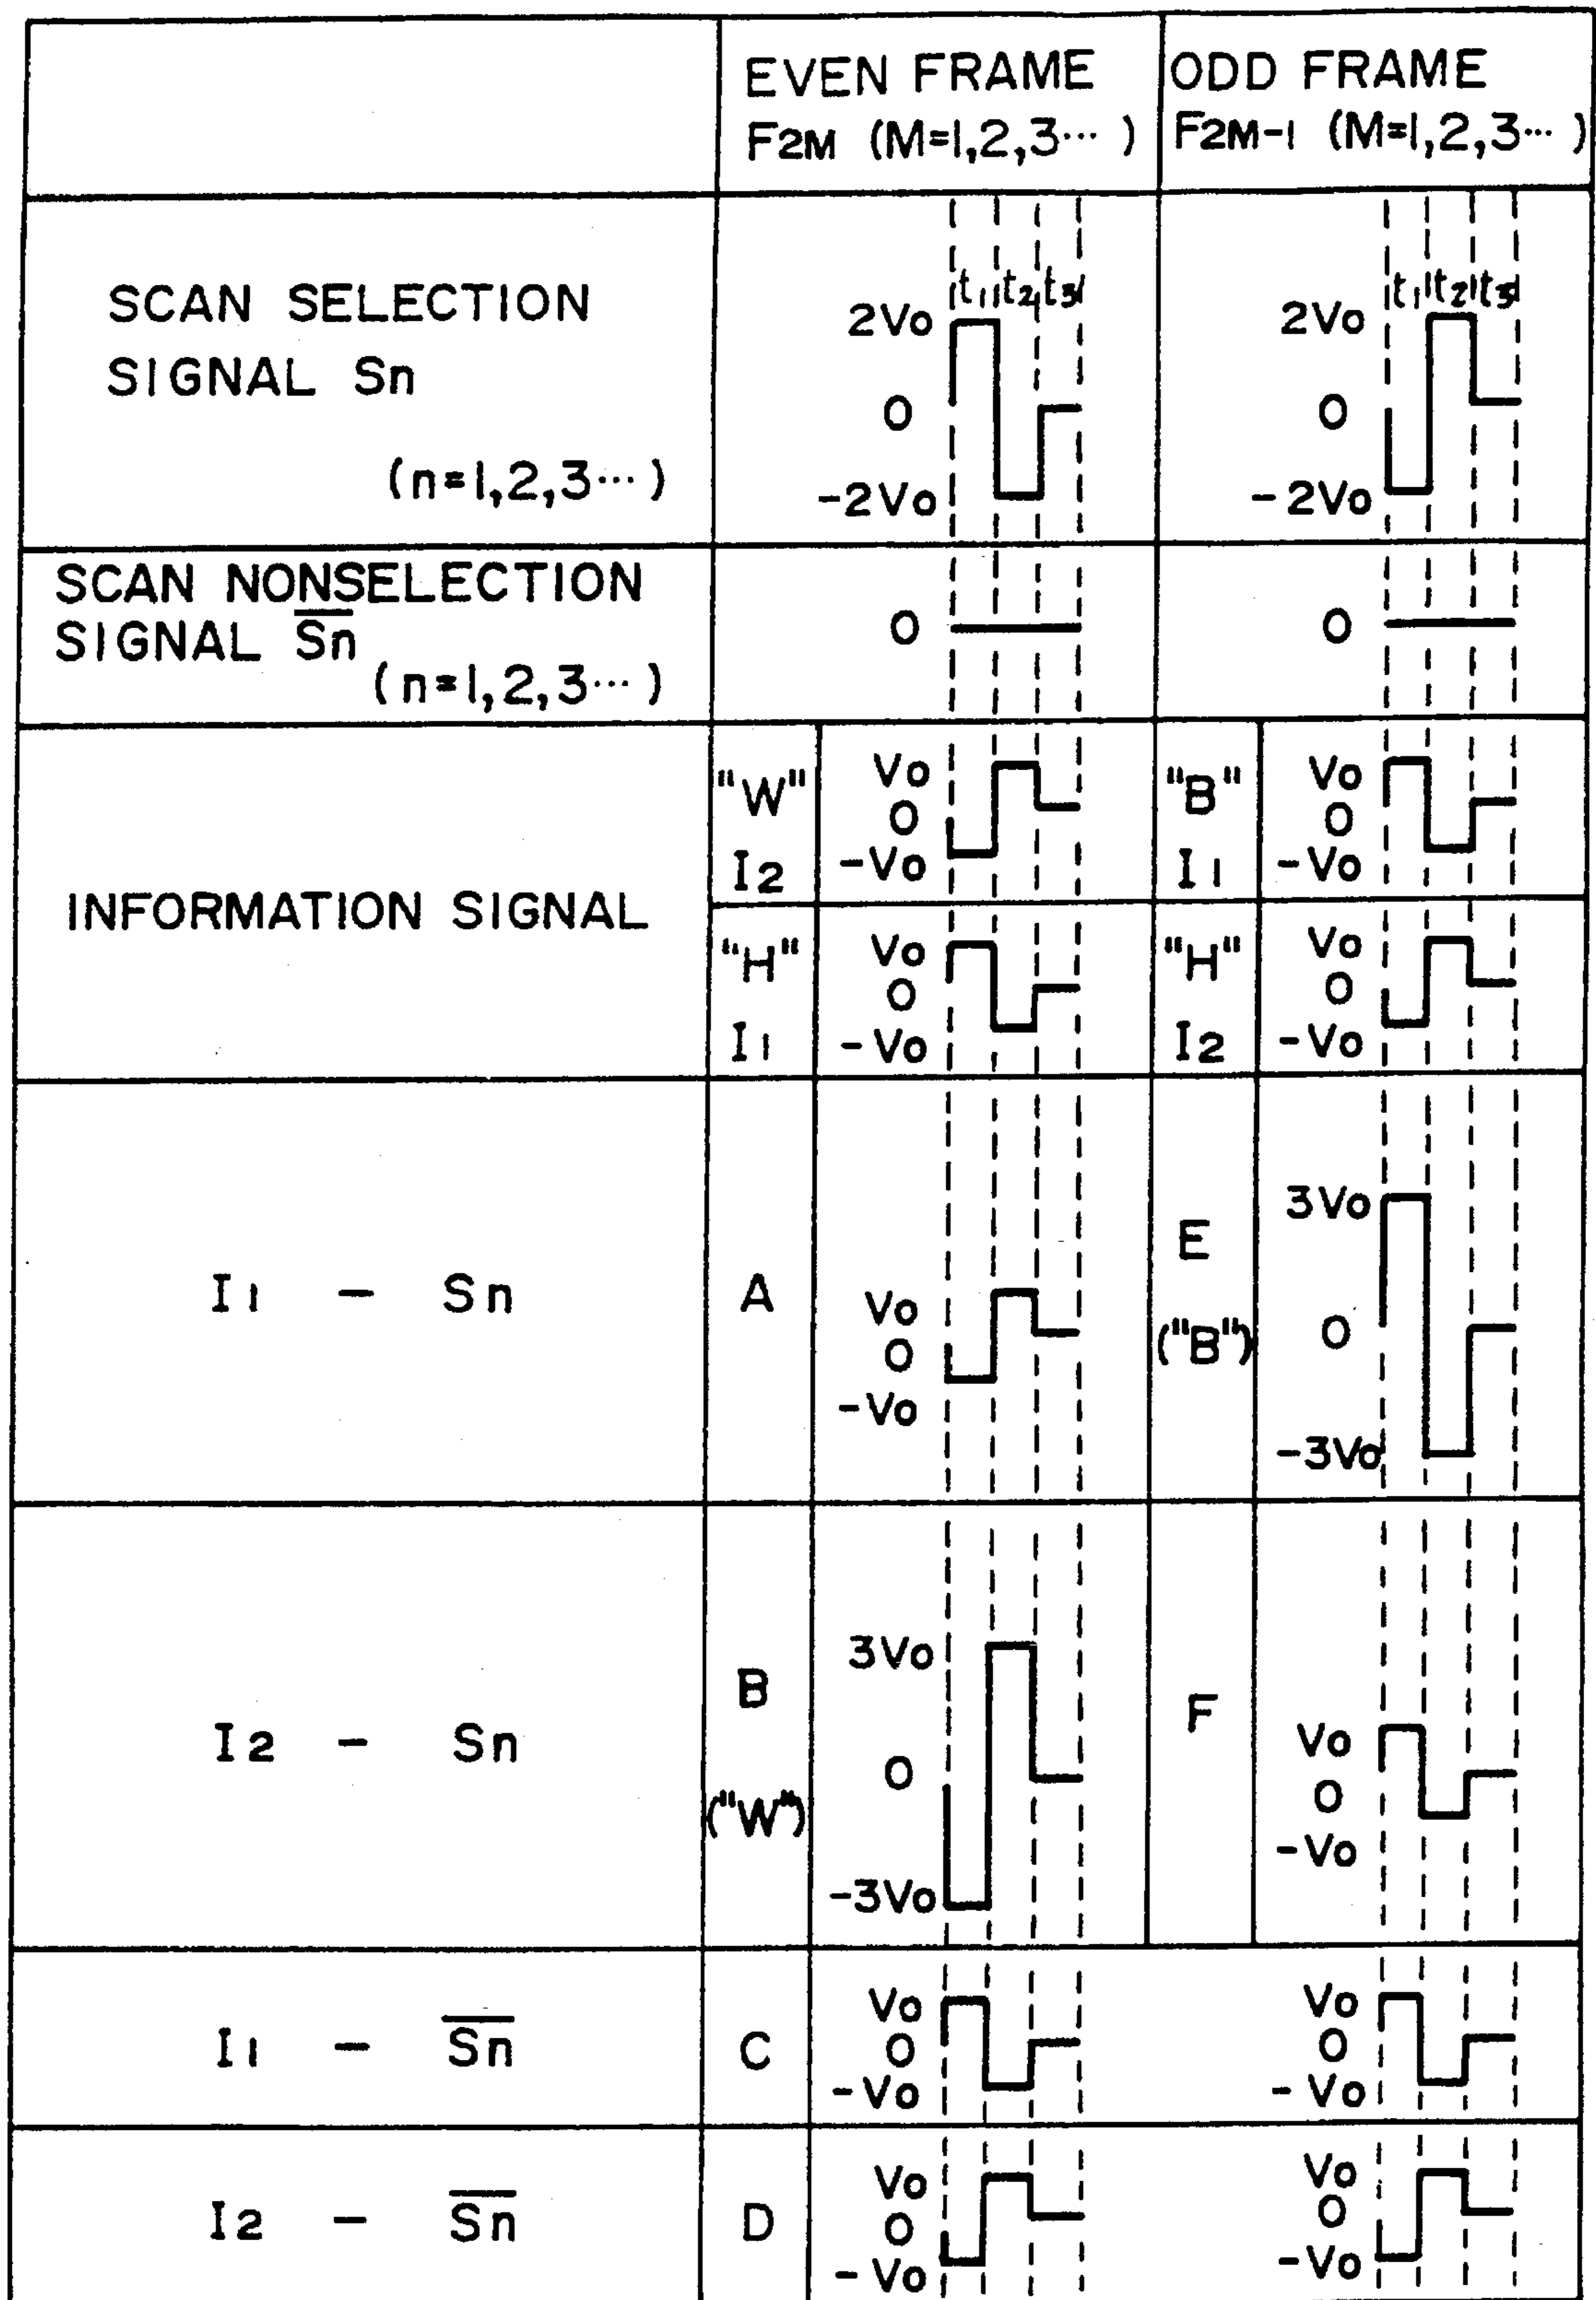 EVEN FRAME
F2M (M=1,2,3··· )
ODD FRAME
F2M-1 (M=1,2,3··· )
SCAN SELECTION
SIGNAL Sn
(n=1,2,3··· )
t1 t2 t3
2Vo
0
-2Vo
t1 t2 t3
2Vo
0
-2Vo
SCAN NONSELECTION
SIGNAL S̅n̅
(n=1,2,3··· )
0
0
INFORMATION SIGNAL
"W"
I2
Vo
0
-Vo
"B"
I1
Vo
0
-Vo
"H"
I1
Vo
0
-Vo
"H"
I2
Vo
0
-Vo
I1 - Sn
A
Vo
0
-Vo
E
("B")
3Vo
0
-3Vo
I2 - Sn
B
("W")
3Vo
0
-3Vo
F
Vo
0
-Vo
I1 - S̅n̅
C
Vo
0
-Vo
Vo
0
-Vo
I2 - S̅n̅
D
Vo
0
-Vo
Vo
0
-Vo